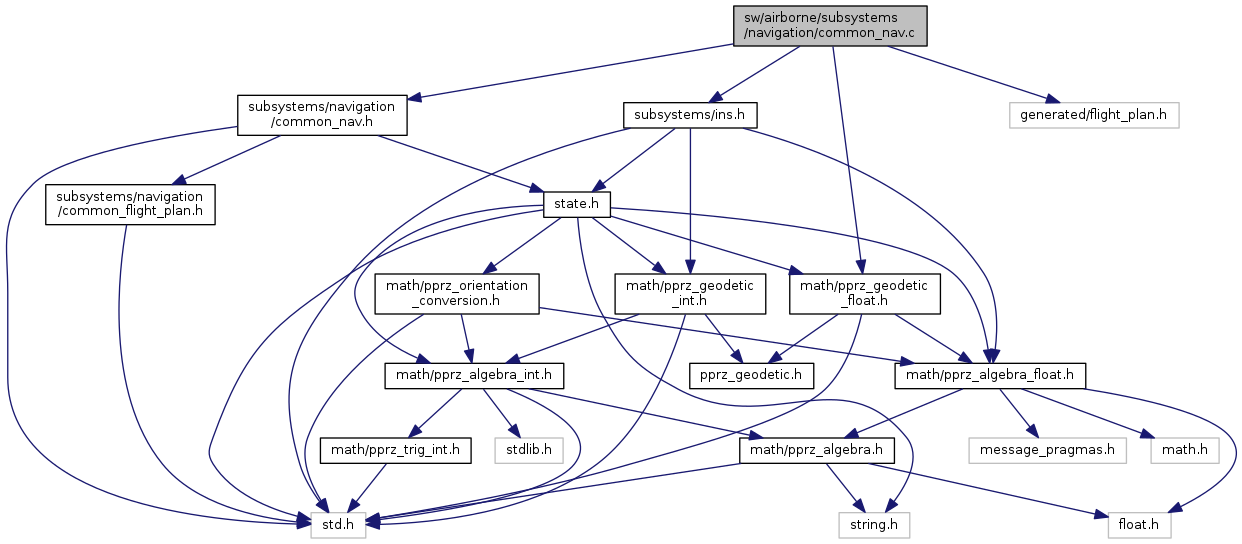 sw/airborne/subsystems
/navigation/common_nav.c
subsystems/navigation
/common_nav.h
subsystems/ins.h
generated/flight_plan.h
subsystems/navigation
/common_flight_plan.h
state.h
math/pprz_orientation
_conversion.h
math/pprz_geodetic
_int.h
math/pprz_geodetic
_float.h
math/pprz_algebra_int.h
pprz_geodetic.h
math/pprz_algebra_float.h
math/pprz_trig_int.h
stdlib.h
math/pprz_algebra.h
message_pragmas.h
math.h
std.h
string.h
float.h